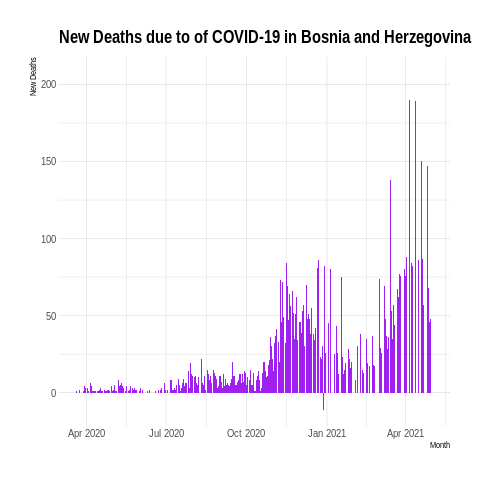 New Deaths due to of COVID-19 in Bosnia and Herzegovina
New Deaths
200
150
100
50
0
Apr 2020 Jul 2020 Oct 2020 Jan 2021 Apr 2021
Month